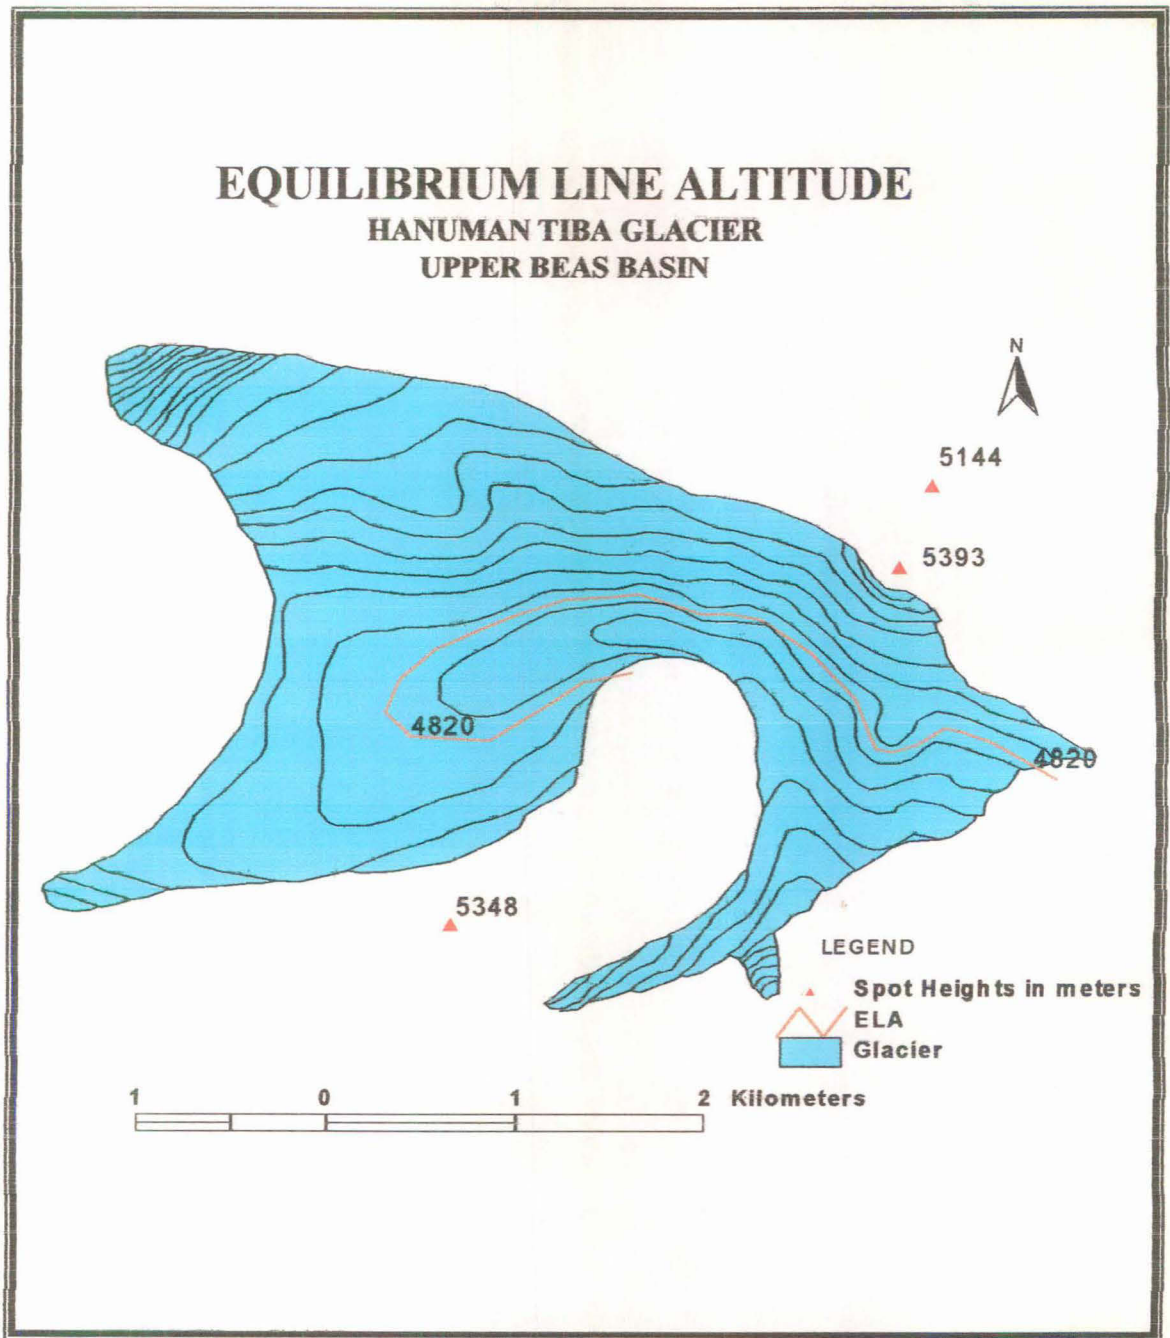 EQUILIBRIUM LINE ALTITUDE
HANUMAN TIBA GLACIER
UPPER BEAS BASIN
N
5144
5393
4820
4820
5348
LEGEND
Spot Heights in meters
ELA
Glacier
1 0 1 2 Kilometers